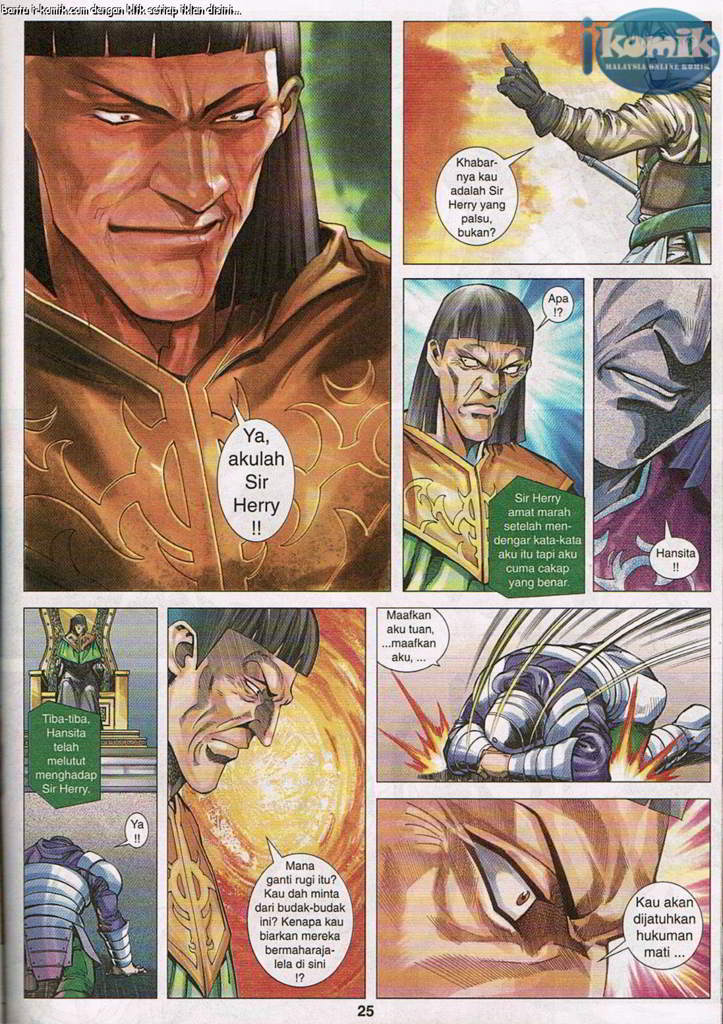 Bantu i-komik.com dengan klik setiap iklan disini...
ikomik
MALAYSIA ONLINE KOMIK
Ya,
akulah
Sir
Herry
!!
Khabar-
nya kau
adalah Sir
Herry yang
palsu,
bukan?
Apa
!?
Sir Herry
amat marah
setelah men-
dengar kata-kata
aku itu tapi aku
cuma cakap
yang benar.
Hansita
!!
Tiba-tiba,
Hansita
telah
melutut
menghadap
Sir Herry.
Ya
!!
Mana
ganti rugi itu?
Kau dah minta
dari budak-budak
ini? Kenapa kau
biarkan mereka
bermaharaja-
lela di sini
!?
Maafkan
aku tuan,
...maafkan
aku, ...
Kau akan
dijatuhkan
hukuman
mati ...
25